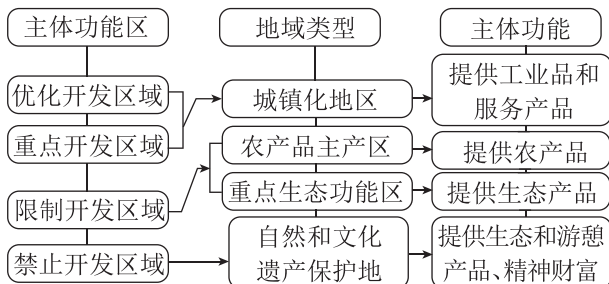 主体功能区
地域类型
主体功能
优化开发区域
重点开发区域
限制开发区域
禁止开发区域
城镇化地区
农产品主产区
重点生态功能区
自然和文化
遗产保护地
提供工业品和
服务产品
提供农产品
提供生态产品
提供生态和游憩
产品、精神财富